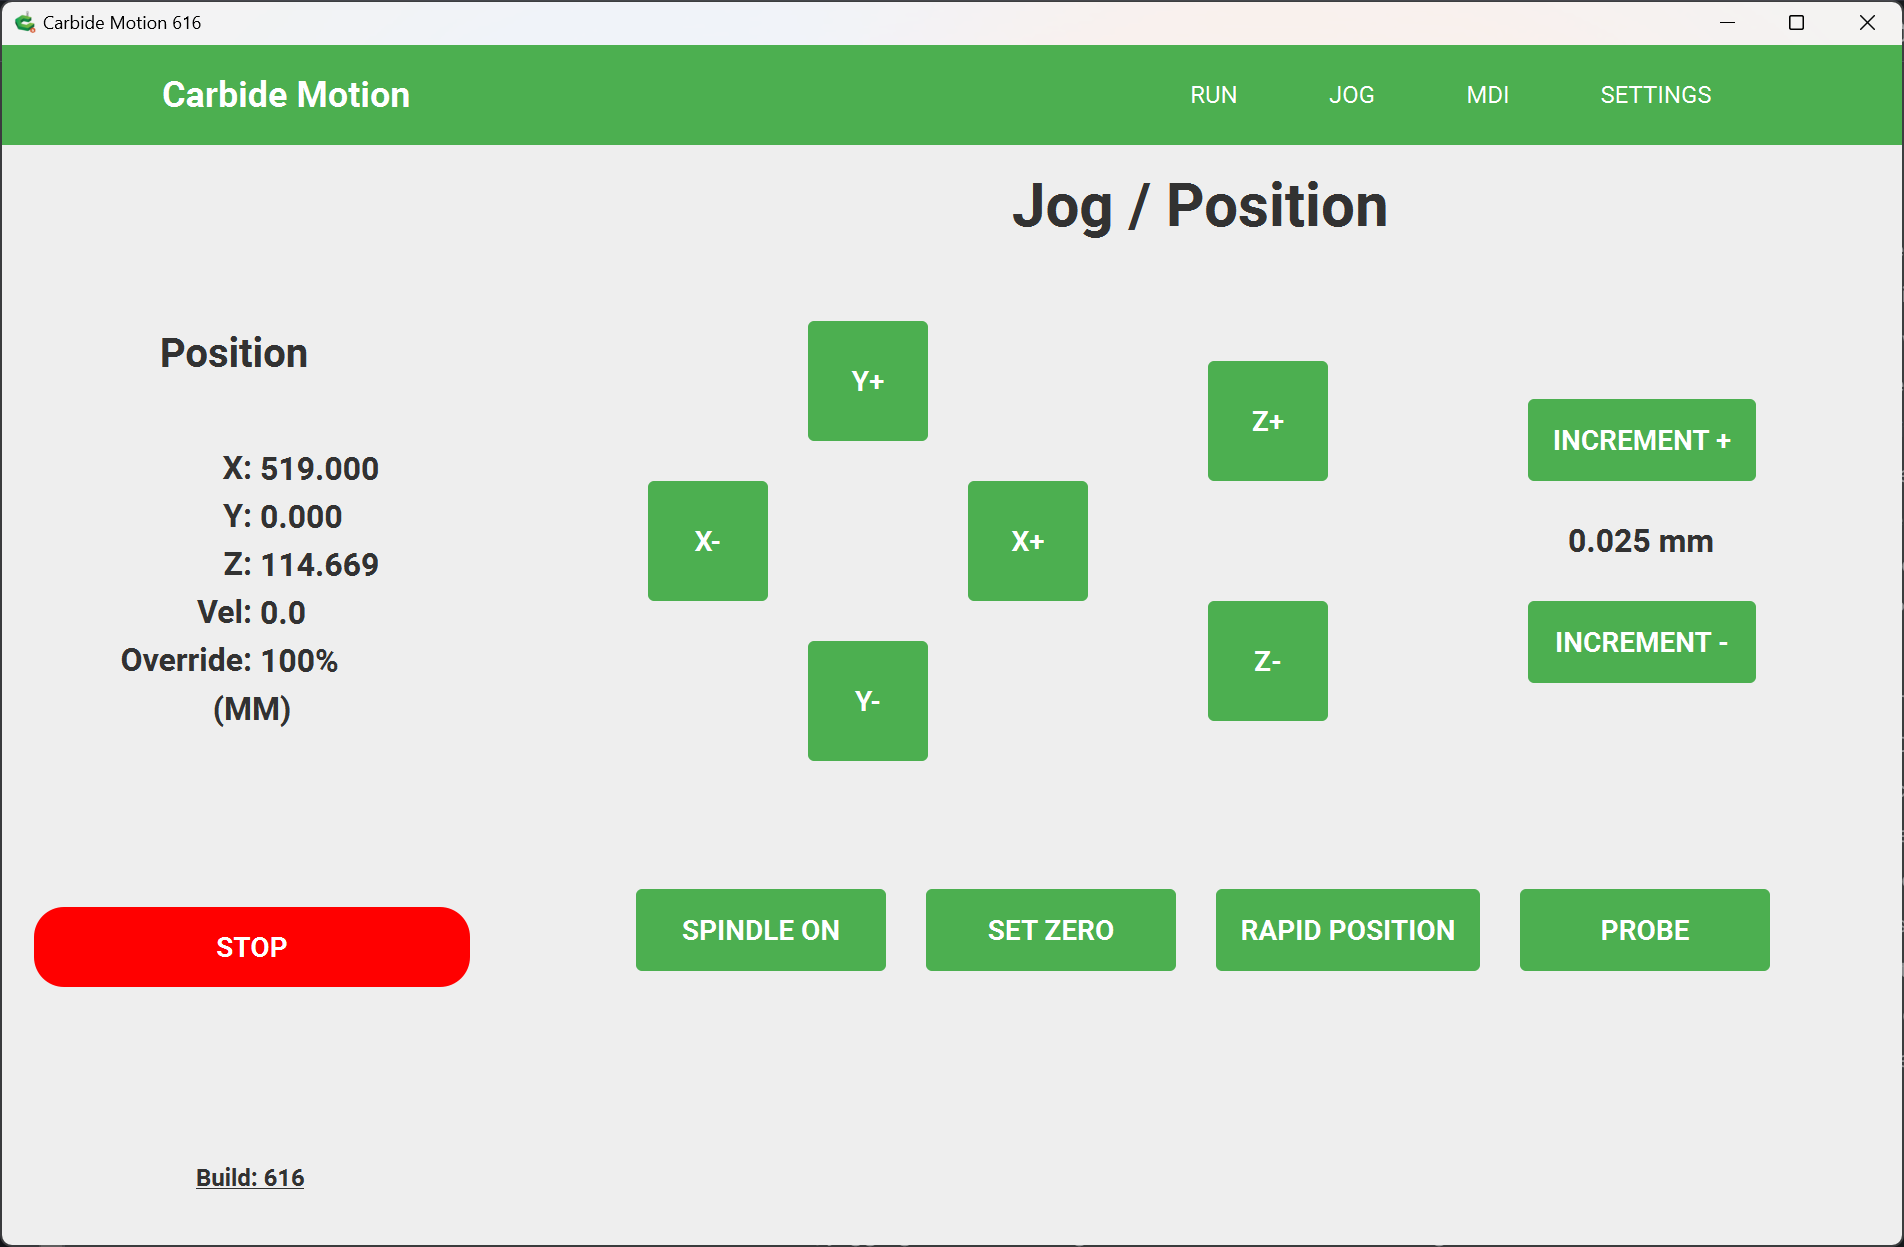 Carbide Motion 616
Carbide Motion
RUN
JOG
MDI
SETTINGS
Jog / Position
Position
X: 519.000
Y: 0.000
Z: 114.669
Vel: 0.0
Override: 100%
(MM)
Y+
X-
X+
Y-
Z+
Z-
INCREMENT +
0.025 mm
INCREMENT -
STOP
SPINDLE ON
SET ZERO
RAPID POSITION
PROBE
Build: 616